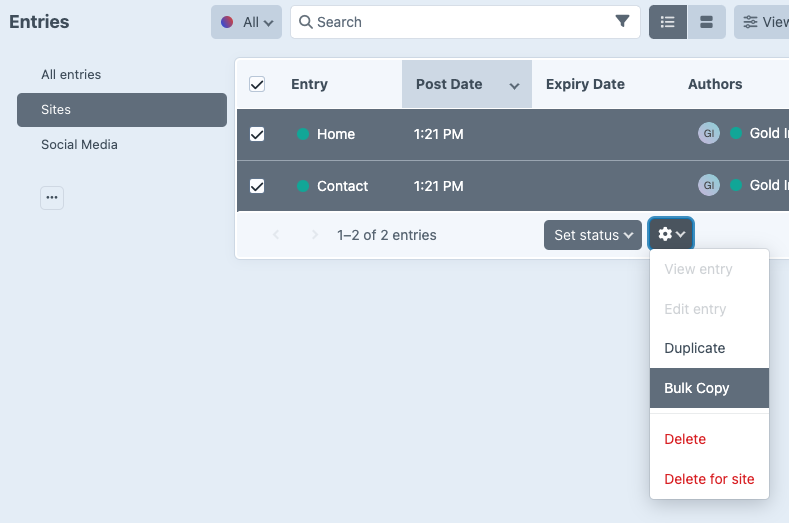 Entries
All
Search
View
All entries
Sites
Social Media
Entry
Post Date
Expiry Date
Authors
Home
1:21 PM
GI
Gold In
Contact
1:21 PM
GI
Gold In
1–2 of 2 entries
Set status
View entry
Edit entry
Duplicate
Bulk Copy
Delete
Delete for site